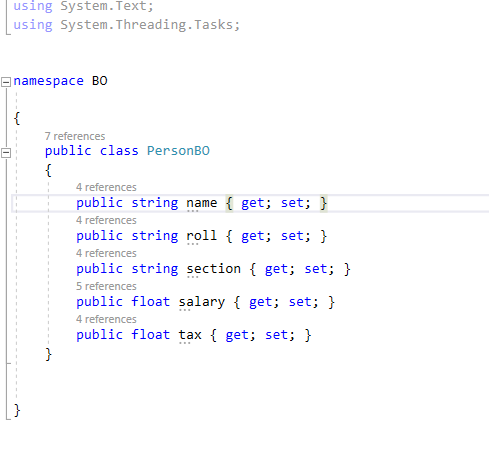 using System.Text;
using System.Threading.Tasks;
namespace BO
{
7 references
public class PersonBO
{
4 references
public string name { get; set; }
4 references
public string roll { get; set; }
4 references
public string section { get; set; }
5 references
public float salary { get; set; }
4 references
public float tax { get; set; }
}
}